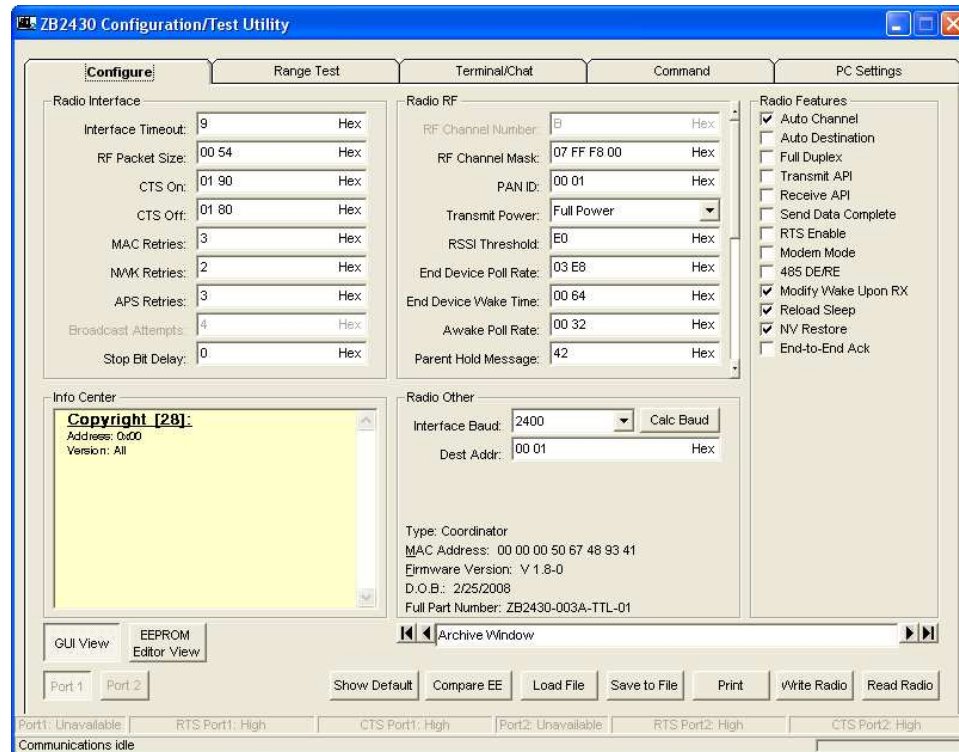 ZB2430 Configuration/Test Utility
Configure
Range Test
Terminal/Chat
Command
PC Settings
Radio Interface
Interface Timeout: 9 Hex
RF Packet Size: 00 54 Hex
CTS On: 01 90 Hex
CTS Off: 01 80 Hex
MAC Retries: 3 Hex
NWK Retries: 2 Hex
APS Retries: 3 Hex
Broadcast Attempts: 4 Hex
Stop Bit Delay: 0 Hex
Radio RF
RF Channel Number: B Hex
RF Channel Mask: 07 FF F8 00 Hex
PAN ID: 00 01 Hex
Transmit Power: Full Power
RSSI Threshold: E0 Hex
End Device Poll Rate: 03 E8 Hex
End Device Wake Time: 00 64 Hex
Awake Poll Rate: 00 32 Hex
Parent Hold Message: 42 Hex
Radio Features
Auto Channel
Auto Destination
Full Duplex
Transmit API
Receive API
Send Data Complete
RTS Enable
Modem Mode
485 DE/RE
Modify Wake Upon RX
Reload Sleep
NV Restore
End-to-End Ack
Info Center
Copyright [28]:
Address: 0x00
Version: All
Radio Other
Interface Baud: 2400 Calc Baud
Dest Addr: 00 01 Hex
Type: Coordinator
MAC Address: 00 00 00 50 67 48 93 41
Firmware Version: V 1.8-0
D.O.B.: 2/25/2008
Full Part Number: ZB2430-003A-TTL-01
GUI View
EEPROM
Editor View
Archive Window
Port 1
Port 2
Show Default
Compare EE
Load File
Save to File
Print
Write Radio
Read Radio
Port1: Unavailable
RTS Port1: High
CTS Port1: High
Port2: Unavailable
RTS Port2: High
CTS Port2: High
Communications idle